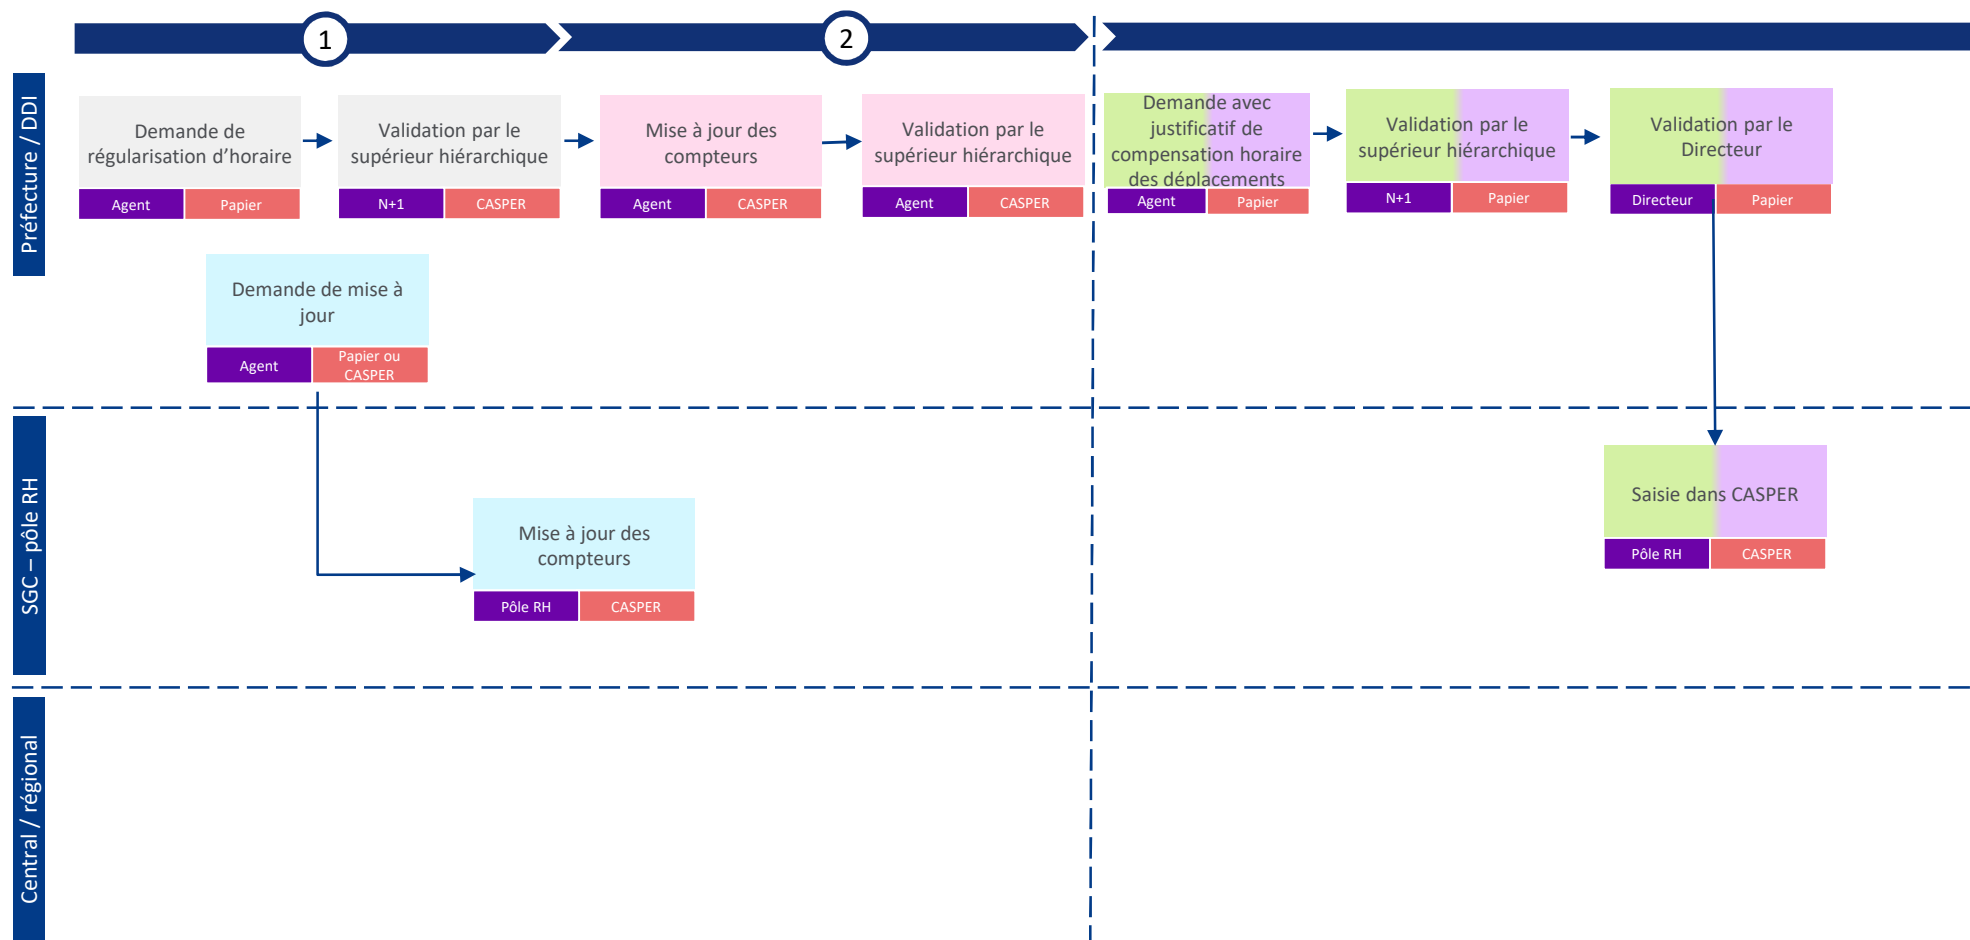 1
2
Préfecture / DDI
Demande de
régularisation d’horaire
Agent
Papier
Validation par le
supérieur hiérarchique
N+1
CASPER
Mise à jour des
compteurs
Agent
CASPER
Validation par le
supérieur hiérarchique
Agent
CASPER
Demande avec
justificatif de
compensation horaire
des déplacements
Agent
Papier
Validation par le
supérieur hiérarchique
N+1
Papier
Validation par le
Directeur
Directeur
Papier
Demande de mise à
jour
Agent
Papier ou
CASPER
SGC – pôle RH
Mise à jour des
compteurs
Pôle RH
CASPER
Saisie dans CASPER
Pôle RH
CASPER
Central / régional